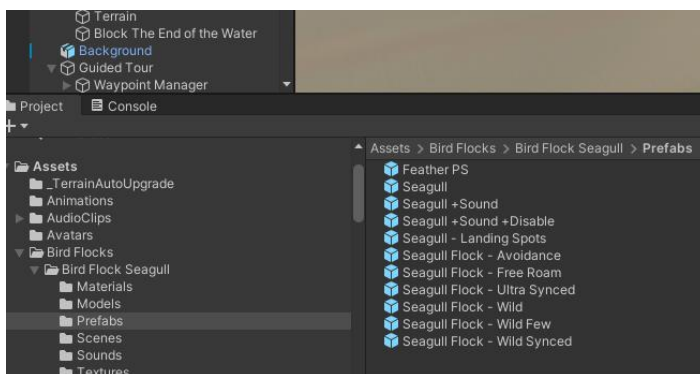 Terrain
Block The End of the Water
Background
Guided Tour
Waypoint Manager
Project
Console
+
Assets > Bird Flocks > Bird Flock Seagull > Prefabs
Assets
_TerrainAutoUpgrade
Animations
AudioClips
Avatars
Bird Flocks
Bird Flock Seagull
Materials
Models
Prefabs
Scenes
Sounds
Textures
Feather PS
Seagull
Seagull +Sound
Seagull +Sound +Disable
Seagull - Landing Spots
Seagull Flock - Avoidance
Seagull Flock - Free Roam
Seagull Flock - Ultra Synced
Seagull Flock - Wild
Seagull Flock - Wild Few
Seagull Flock - Wild Synced